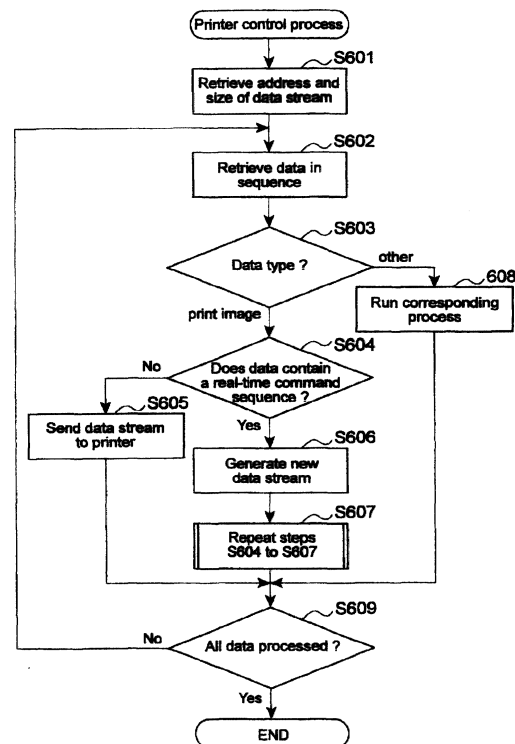 Printer control process
S601
Retrieve address and
size of data stream
S602
Retrieve data in
sequence
S603
Data type ?
other
608
Run corresponding
process
print image
S604
Does data contain
a real-time command
sequence ?
No
S605
Send data stream
to printer
Yes
S606
Generate new
data stream
S607
Repeat steps
S604 to S607
S609
All data processed ?
No
Yes
END